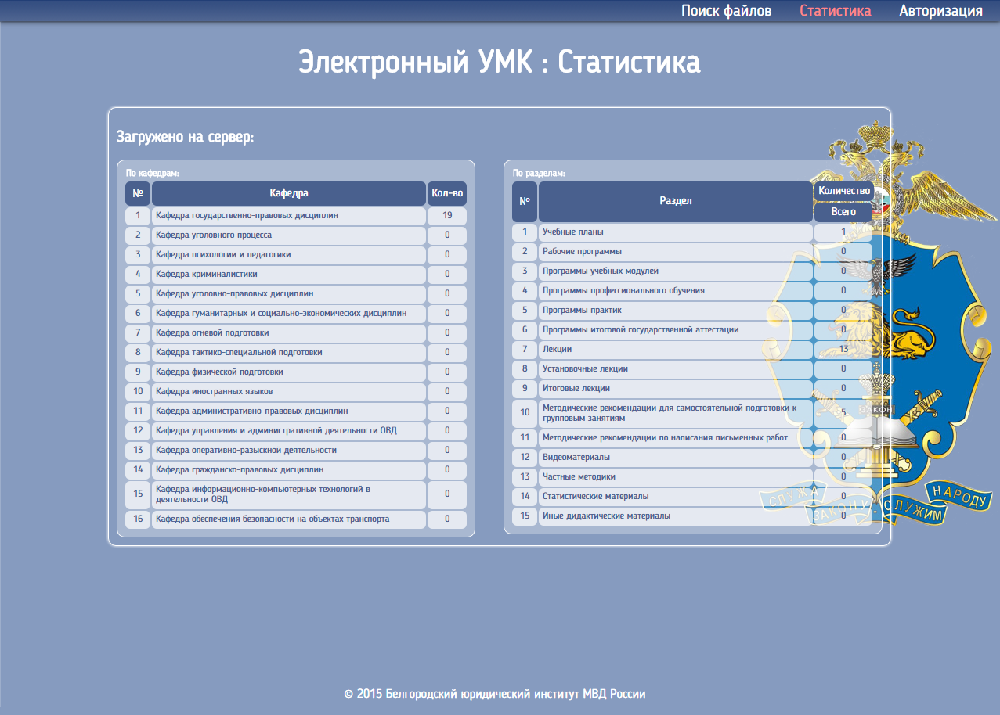 Поиск файлов Статистика Авторизация
Электронный УМК : Статистика
Загружено на сервер:
По кафедрам:
№ Кафедра Кол-во
1 Кафедра государственно-правовых дисциплин 19
2 Кафедра уголовного процесса 0
3 Кафедра психологии и педагогики 0
4 Кафедра криминалистики 0
5 Кафедра уголовно-правовых дисциплин 0
6 Кафедра гуманитарных и социально-экономических дисциплин 0
7 Кафедра огневой подготовки 0
8 Кафедра тактико-специальной подготовки 0
9 Кафедра физической подготовки 0
10 Кафедра иностранных языков 0
11 Кафедра административно-правовых дисциплин 0
12 Кафедра управления и административной деятельности ОВД 0
13 Кафедра оперативно-разыскной деятельности 0
14 Кафедра гражданско-правовых дисциплин 0
15 Кафедра информационно-компьютерных технологий в
деятельности ОВД 0
16 Кафедра обеспечения безопасности на объектах транспорта 0
По разделам:
№ Раздел Количество
Всего
1 Учебные планы 1
2 Рабочие программы 0
3 Программы учебных модулей 0
4 Программы профессионального обучения 0
5 Программы практик 0
6 Программы итоговой государственной аттестации 0
7 Лекции 13
8 Установочные лекции 0
9 Итоговые лекции 0
10 Методические рекомендации для самостоятельной подготовки к
групповым занятиям 5
11 Методические рекомендации по написания письменных работ 0
12 Видеоматериалы 0
13 Частные методики 0
14 Статистические материалы 0
15 Иные дидактические материалы 0
ЗАКОН
СЛУЖА
ЗАКОНУ -
СЛУЖИМ
НАРОДУ
© 2015 Белгородский юридический институт МВД России